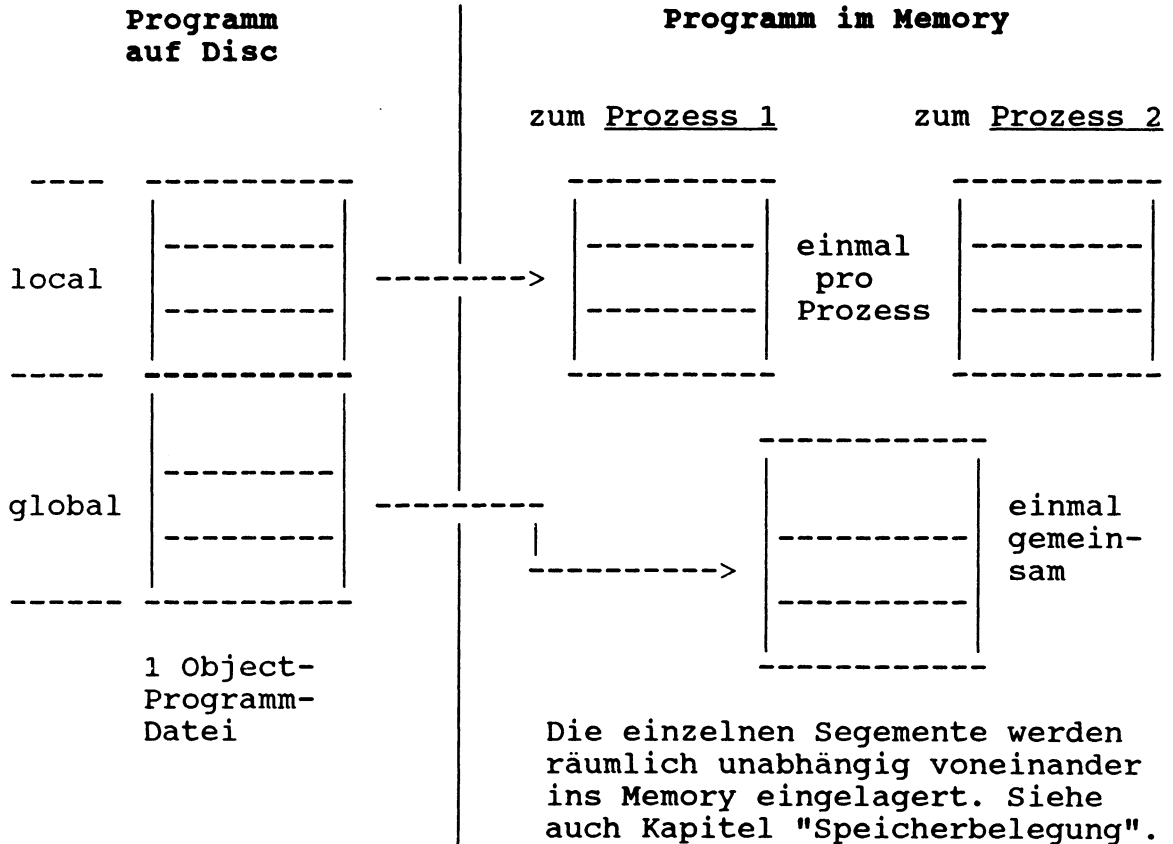 Programm
auf Disc
Programm im Memory
zum Prozess 1 zum Prozess 2
local
einmal
pro
Prozess
global
einmal
gemein-
sam
1 Object-
Programm-
Datei
Die einzelnen Segemente werden
räumlich unabhängig voneinander
ins Memory eingelagert. Siehe
auch Kapitel "Speicherbelegung".